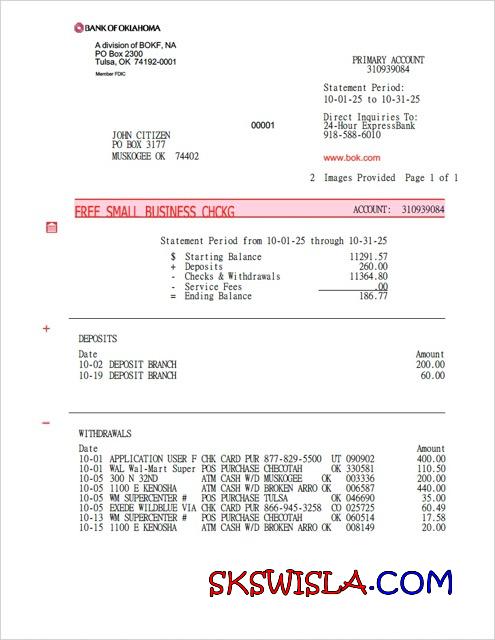 BANK OF OKLAHOMA
A division of BOKF, NA
PO Box 2300
Tulsa, OK 74192-0001
Member FDIC
PRIMARY ACCOUNT
310939084
Statement Period:
10-01-25 to 10-31-25
Direct Inquiries To:
24-Hour ExpressBank
918-588-6010
00001
JOHN CITIZEN
PO BOX 3177
MUSKOGEE OK 74402
www.bok.com
2 Images Provided Page 1 of 1
FREE SMALL BUSINESS CHCKG ACCOUNT: 310939084
Statement Period from 10-01-25 through 10-31-25
$ Starting Balance 11291.57
+ Deposits 260.00
- Checks & Withdrawals 11364.80
- Service Fees .00
= Ending Balance 186.77
+
DEPOSITS
Date Amount
10-02 DEPOSIT BRANCH 200.00
10-19 DEPOSIT BRANCH 60.00
-
WITHDRAWALS
Date Amount
10-01 APPLICATION USER F CHK CARD PUR 877-829-5500 UT 090902 400.00
10-01 WAL Wal-Mart Super POS PURCHASE CHECOTAH OK 330581 110.50
10-05 300 N 32ND ATM CASH W/D MUSKOGEE OK 003336 200.00
10-05 1100 E KENOSHA ATM CASH W/D BROKEN ARRO OK 006587 440.00
10-05 WM SUPERCENTER # POS PURCHASE TULSA OK 046690 35.00
10-05 EXEDE WILDBLUE VIA CHK CARD PUR 866-945-3258 CO 025725 60.49
10-13 WM SUPERCENTER # POS PURCHASE CHECOTAH OK 060514 17.58
10-15 1100 E KENOSHA ATM CASH W/D BROKEN ARRO OK 008149 20.00
SKSWISLA.COM